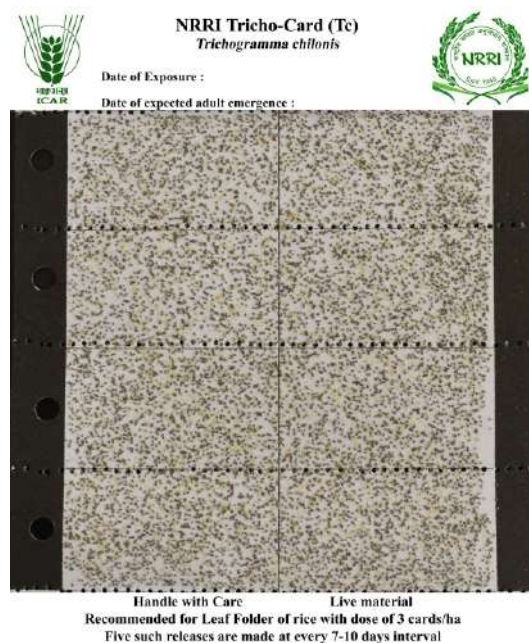 NRRI Tricho-Card (Tc)
Trichogramma chilonis
ICAR
NRRI
Date of Exposure :
Date of expected adult emergence :
Handle with Care Live material
Recommended for Leaf Folder of rice with dose of 3 cards/ha
Five such releases are made at every 7-10 days interval